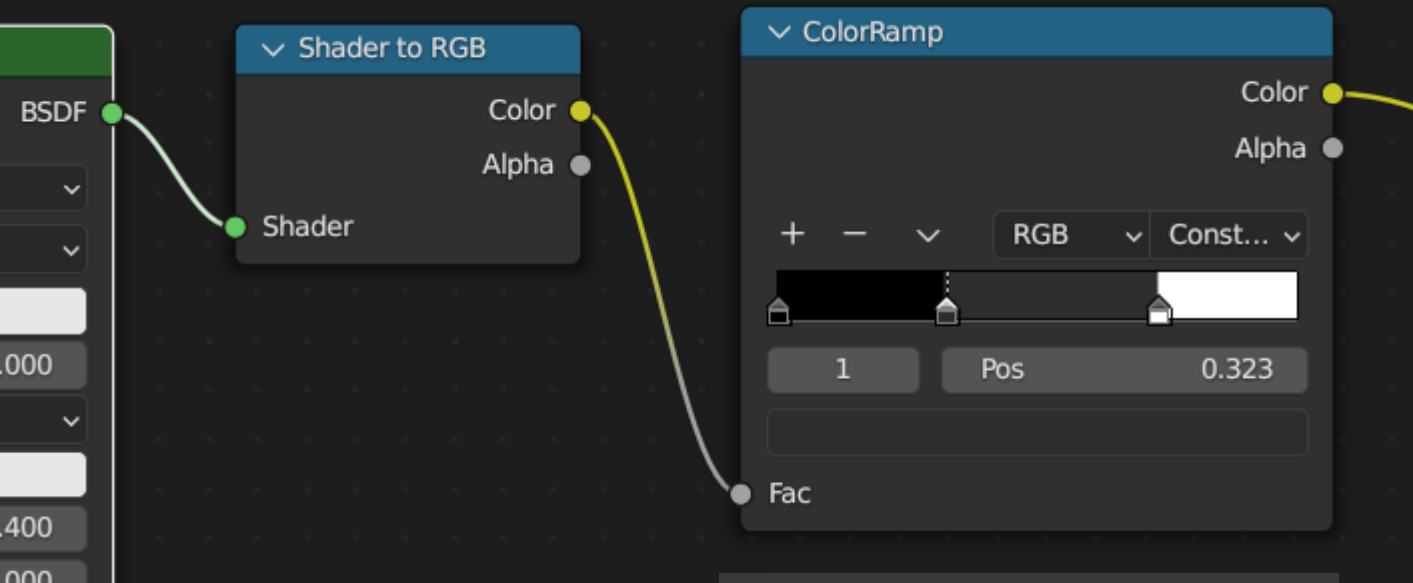 BSDF
.000
.400
.000
Shader to RGB
Color
Alpha
Shader
ColorRamp
Color
Alpha
+ − RGB Const...
1 Pos 0.323
Fac